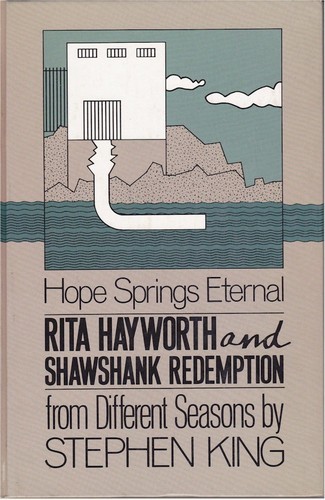 Hope Springs Eternal
RITA HAYWORTH and
SHAWSHANK REDEMPTION
from Different Seasons by
STEPHEN KING